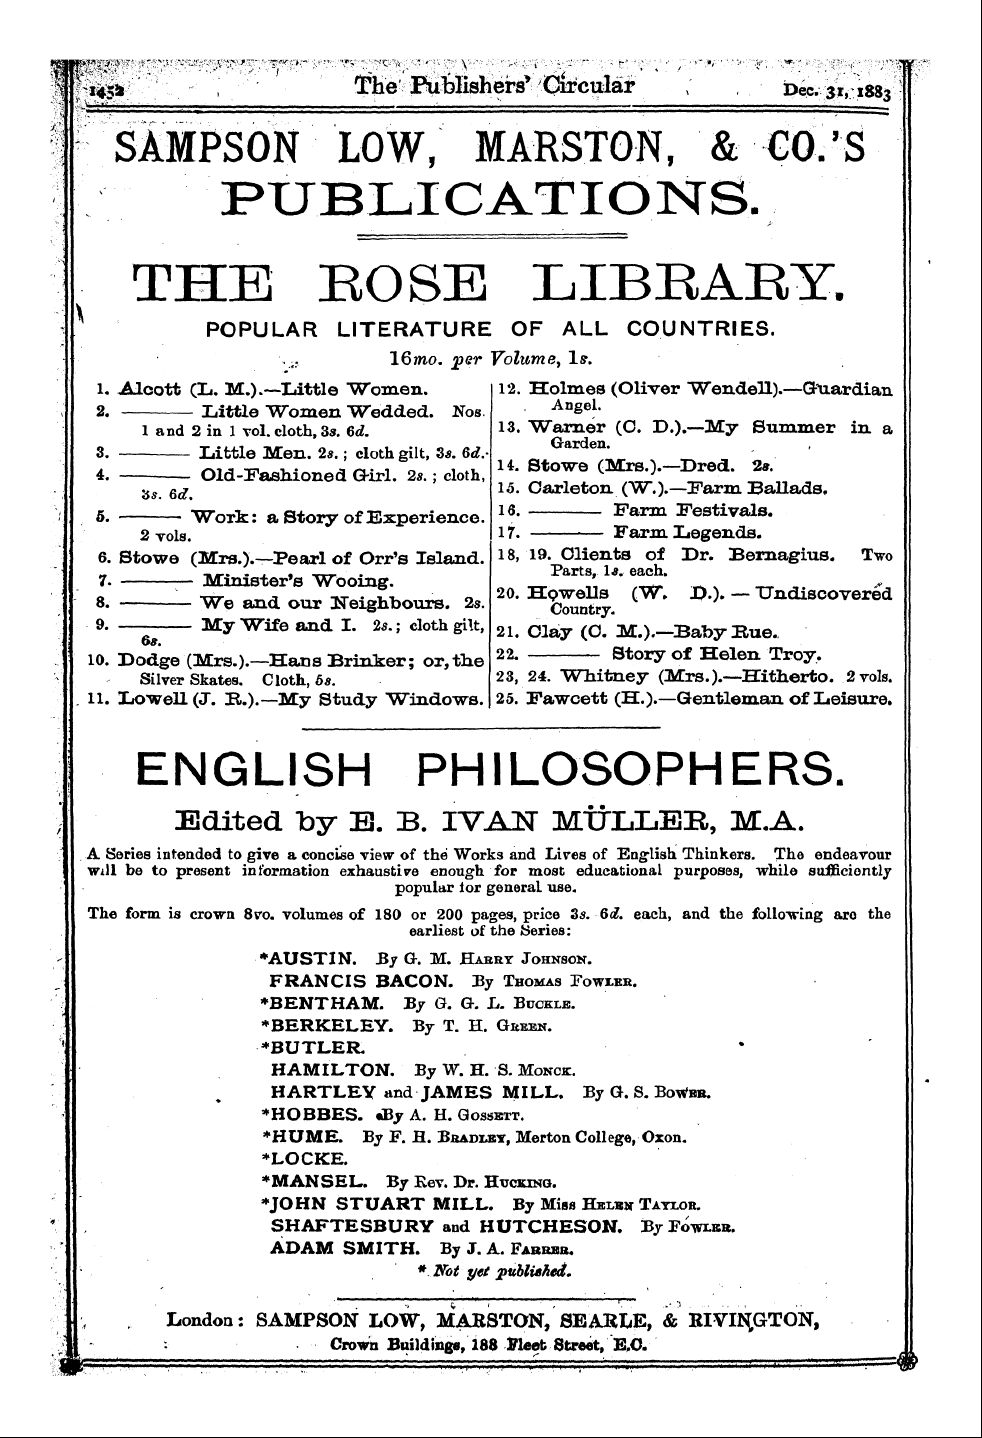 1452 The Publishers' Circular Dec. 31, 1883
SAMPSON LOW, MARSTON, & CO.'S
PUBLICATIONS.
THE ROSE LIBRARY.
POPULAR LITERATURE OF ALL COUNTRIES.
16mo. per Volume, 1s.
1. Alcott (L. M.).—Little Women.
2. ——— Little Women Wedded. Nos.
1 and 2 in 1 vol. cloth, 3s. 6d.
3. ——— Little Men. 2s.; cloth gilt, 3s. 6d.
4. ——— Old-Fashioned Girl. 2s.; cloth,
3s. 6d.
5. ——— Work: a Story of Experience.
2 vols.
6. Stowe (Mrs.).—Pearl of Orr's Island.
7. ——— Minister's Wooing.
8. ——— We and our Neighbours. 2s.
9. ——— My Wife and I. 2s.; cloth gilt,
6s.
10. Dodge (Mrs.).—Hans Brinker; or, the
Silver Skates. Cloth, 5s.
11. Lowell (J. R.).—My Study Windows.
12. Holmes (Oliver Wendell).—Guardian
Angel.
13. Warner (C. D.).—My Summer in a
Garden.
14. Stowe (Mrs.).—Dred. 2s.
15. Carleton (W.).—Farm Ballads.
16. ——— Farm Festivals.
17. ——— Farm Legends.
18, 19. Clients of Dr. Bernagius. Two
Parts, 1s. each.
20. Howells (W. D.).—Undiscovered
Country.
21. Clay (C. M.).—Baby Rue.
22. ——— Story of Helen Troy.
23, 24. Whitney (Mrs.).—Hitherto. 2 vols.
25. Fawcett (H.).—Gentleman of Leisure.
ENGLISH PHILOSOPHERS.
Edited by E. B. IVAN MÜLLER, M.A.
A Series intended to give a concise view of the Works and Lives of English Thinkers. The endeavour
will be to present information exhaustive enough for most educational purposes, while sufficiently
popular for general use.
The form is crown 8vo. volumes of 180 or 200 pages, price 3s. 6d. each, and the following are the
earliest of the Series:
*AUSTIN. By G. M. HARRY JOHNSON.
FRANCIS BACON. By THOMAS FOWLER.
*BENTHAM. By G. G. L. BUCKLE.
*BERKELEY. By T. H. GREEN.
*BUTLER.
HAMILTON. By W. H. S. MONCK.
HARTLEY and JAMES MILL. By G. S. BOWER.
*HOBBES. By A. H. GOSSETT.
*HUME. By F. H. BRADLEY, Merton College, Oxon.
*LOCKE.
*MANSEL. By Rev. Dr. HUCKING.
*JOHN STUART MILL. By Miss HELEN TAYLOR.
SHAFTESBURY and HUTCHESON. By FOWLER.
ADAM SMITH. By J. A. FARRER.
* Not yet published.
London: SAMPSON LOW, MARSTON, SEARLE, & RIVINGTON,
Crown Buildings, 188 Fleet Street, E.C.